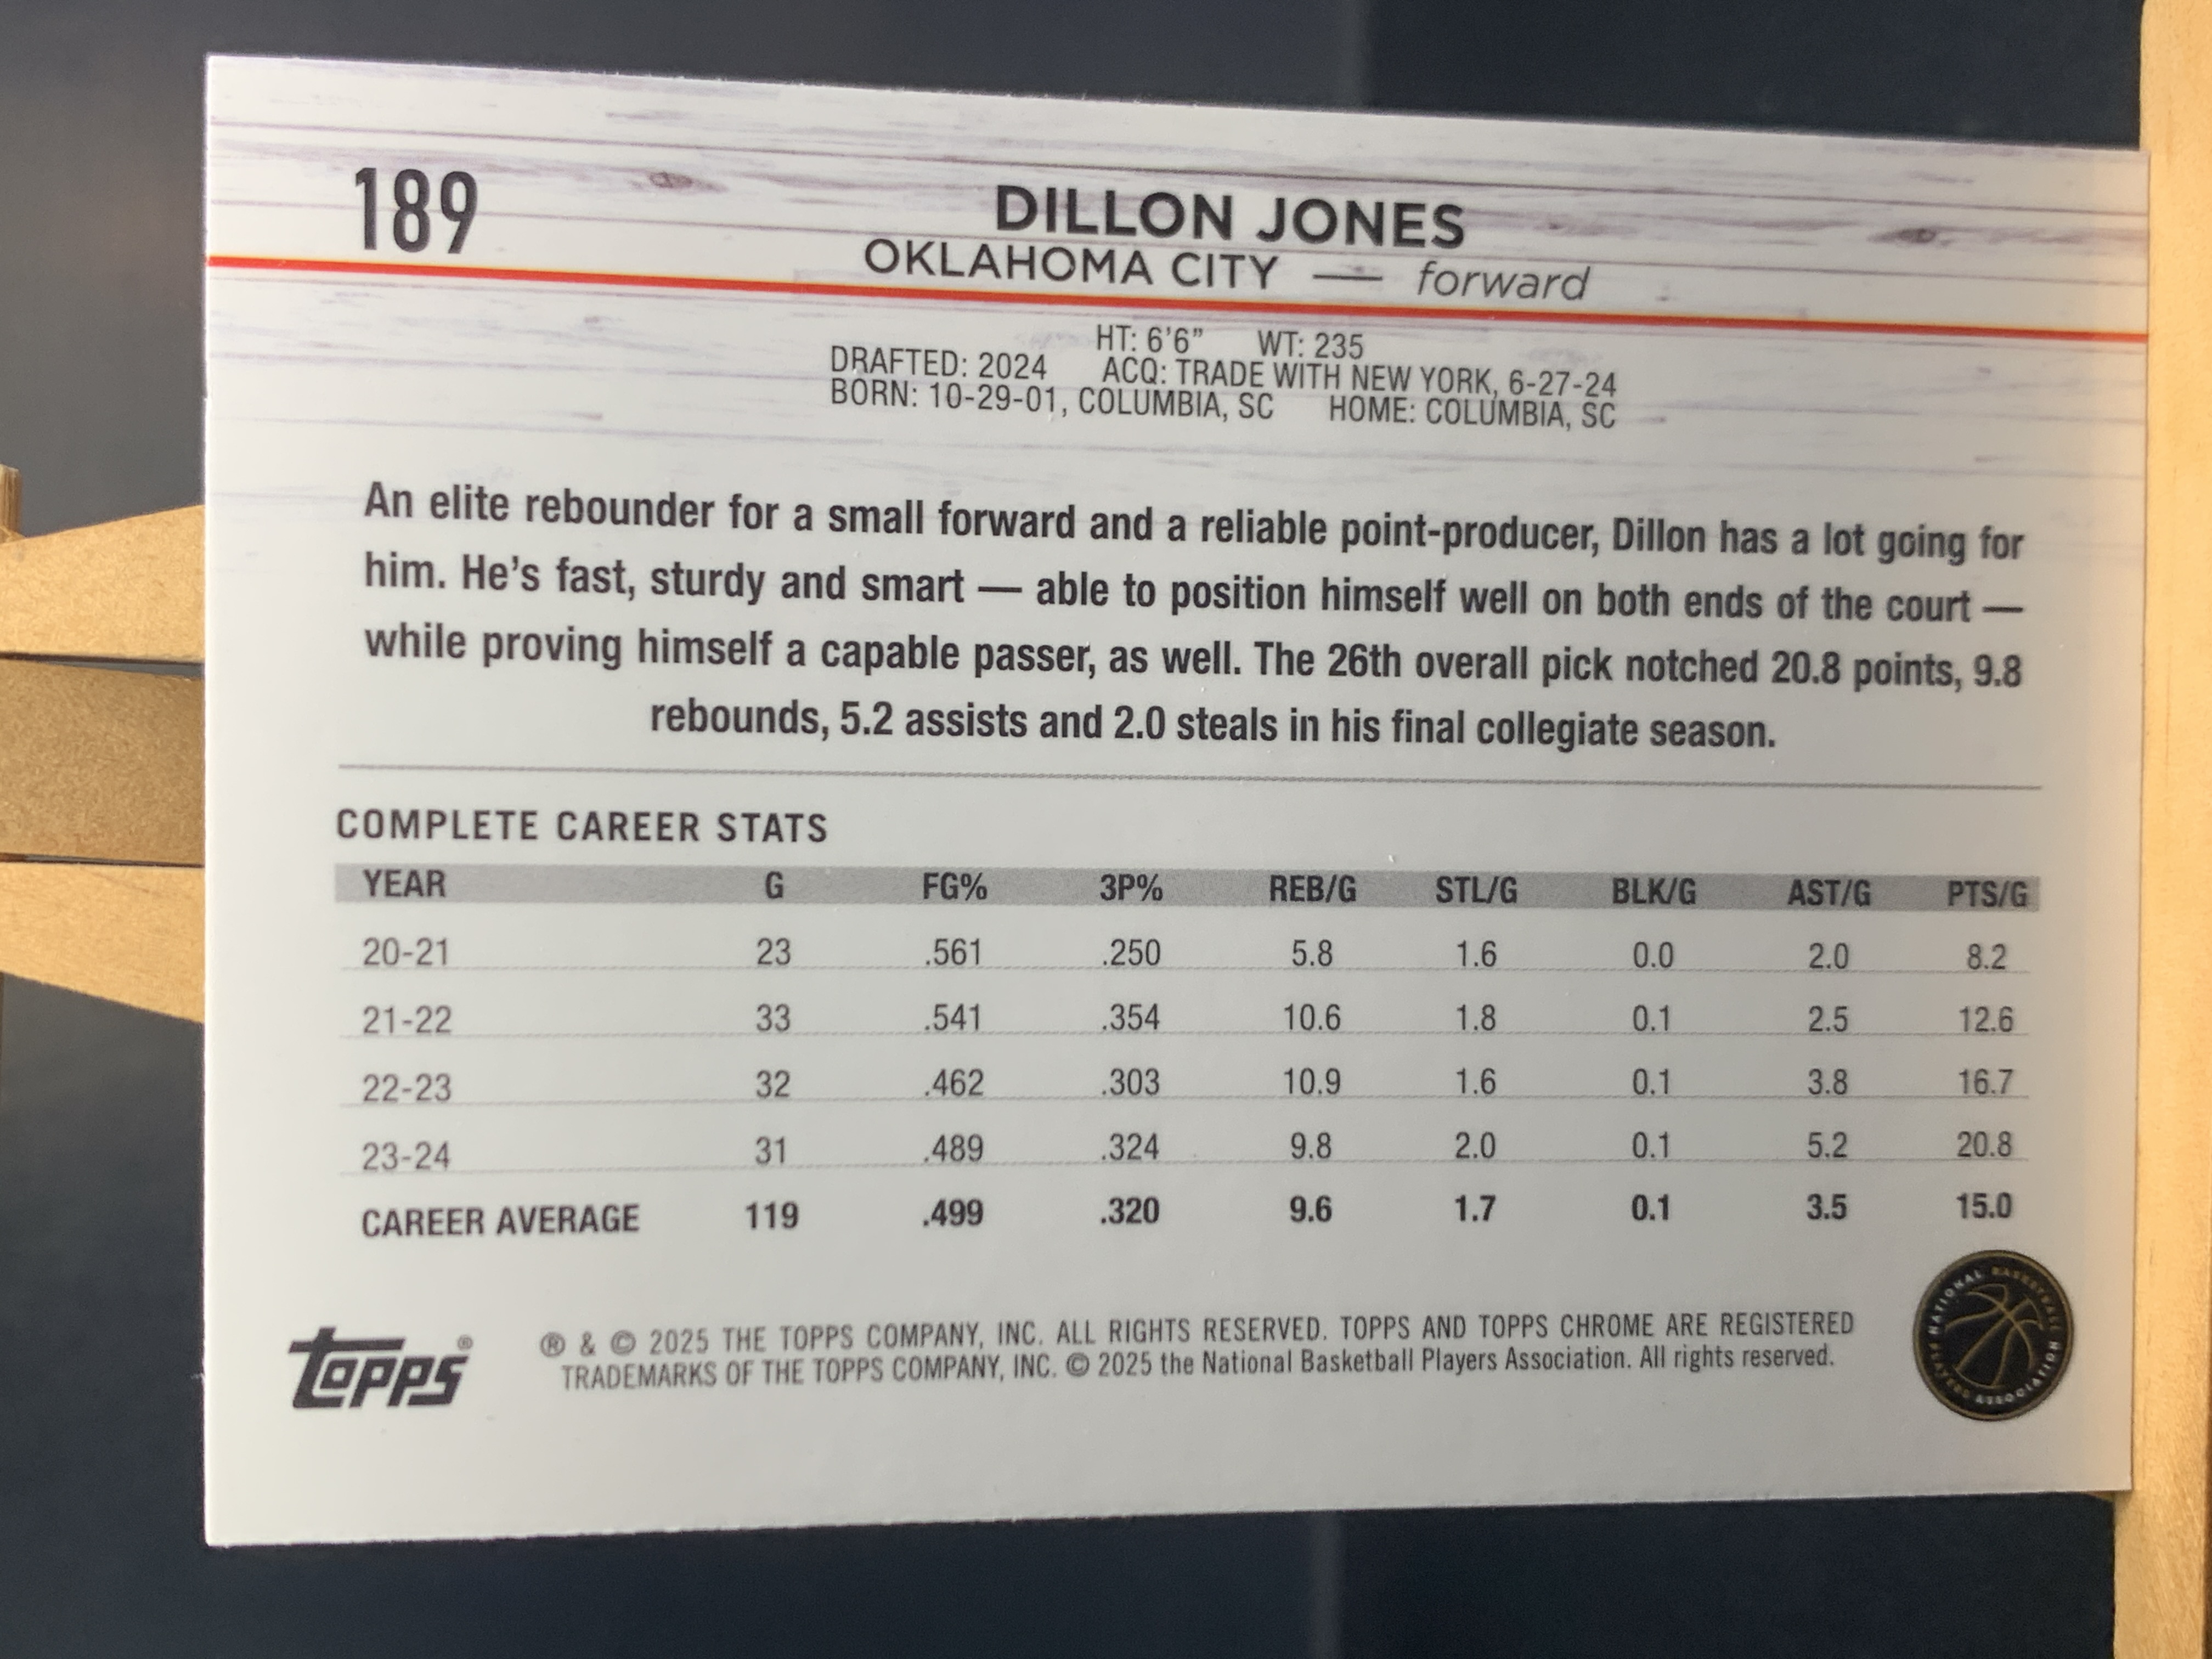 189
DILLON JONES
OKLAHOMA CITY — forward
HT: 6'6” WT: 235
DRAFTED: 2024 ACQ: TRADE WITH NEW YORK, 6-27-24
BORN: 10-29-01, COLUMBIA, SC HOME: COLUMBIA, SC
An elite rebounder for a small forward and a reliable point-producer, Dillon has a lot going for
him. He's fast, sturdy and smart — able to position himself well on both ends of the court —
while proving himself a capable passer, as well. The 26th overall pick notched 20.8 points, 9.8
rebounds, 5.2 assists and 2.0 steals in his final collegiate season.
COMPLETE CAREER STATS
YEAR G FG% 3P% REB/G STL/G BLK/G AST/G PTS/G
20-21 23 .561 .250 5.8 1.6 0.0 2.0 8.2
21-22 33 .541 .354 10.6 1.8 0.1 2.5 12.6
22-23 32 .462 .303 10.9 1.6 0.1 3.8 16.7
23-24 31 .489 .324 9.8 2.0 0.1 5.2 20.8
CAREER AVERAGE 119 .499 .320 9.6 1.7 0.1 3.5 15.0
topps®
® & © 2025 THE TOPPS COMPANY, INC. ALL RIGHTS RESERVED. TOPPS AND TOPPS CHROME ARE REGISTERED
TRADEMARKS OF THE TOPPS COMPANY, INC. © 2025 the National Basketball Players Association. All rights reserved.
NATIONAL BASKETBALL PLAYERS ASSOCIATION